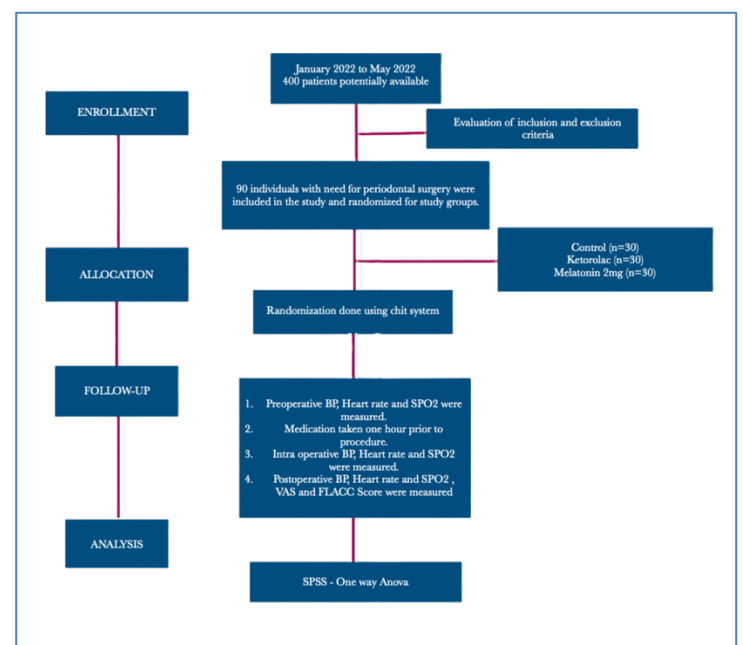 January 2022 to May 2022
400 patients potentially available
ENROLLMENT
Evaluation of inclusion and exclusion
criteria
90 individuals with need for periodontal surgery were
included in the study and randomized for study groups.
Control (n=30)
Ketorolac (n=30)
Melatonin 2mg (n=30)
ALLOCATION
Randomization done using chit system
FOLLOW-UP
1. Preoperative BP, Heart rate and SPO2 were
measured.
2. Medication taken one hour prior to
procedure.
3. Intra operative BP, Heart rate and SPO2
were measured.
4. Postoperative BP, Heart rate and SPO2 ,
VAS and FLACC Score were measured
ANALYSIS
SPSS - One way Anova